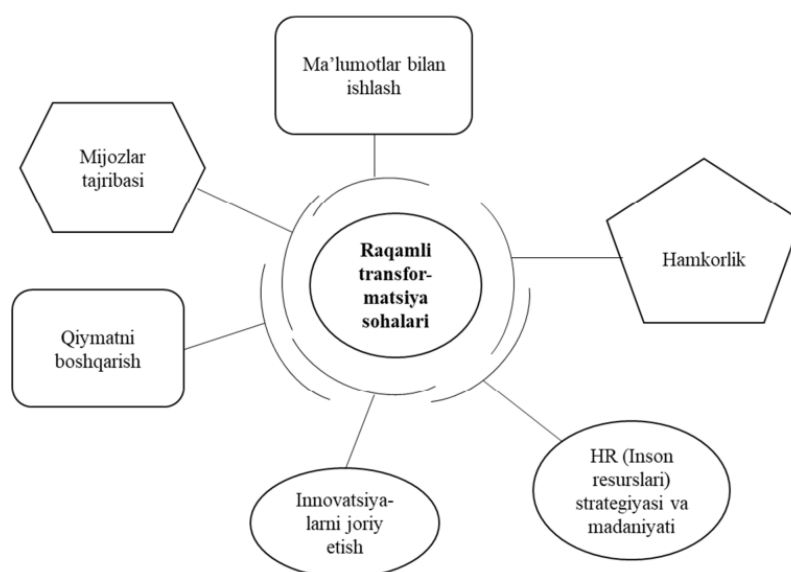 Ma’lumotlar bilan
ishlash
Mijozlar
tajribasi
Raqamli
transfor-
matsiya
sohalari
Hamkorlik
Qiymatni
boshqarish
HR (Inson
resurslari)
strategiyasi va
madaniyati
Innovatsiya-
larni joriy
etish